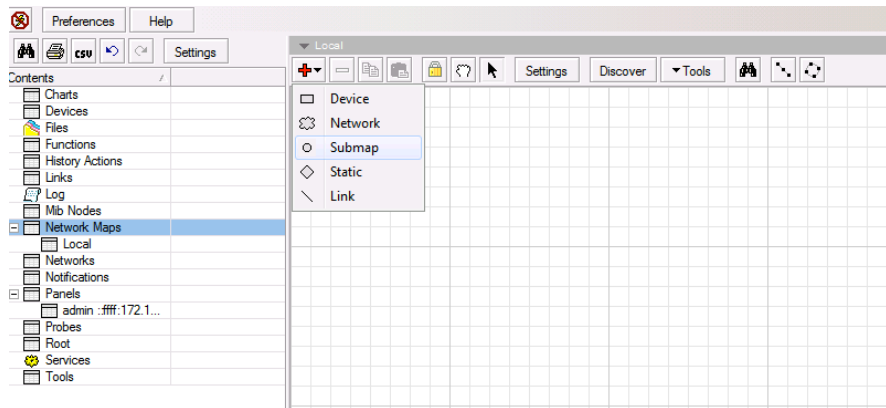 Preferences Help
csv Settings
Contents /
Charts
Devices
Files
Functions
History Actions
Links
Log
Mib Nodes
Network Maps
Local
Networks
Notifications
Panels
admin ::ffff:172.1...
Probes
Root
Services
Tools
Local
Settings Discover Tools
Device
Network
Submap
Static
Link